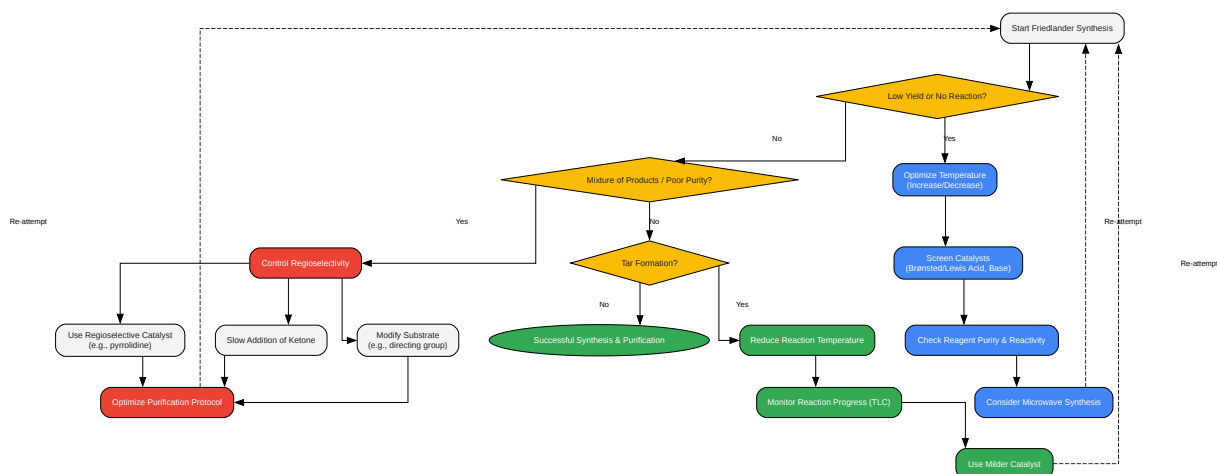 Start Friedlander Synthesis
Low Yield or No Reaction?
No
Yes
Mixture of Products / Poor Purity?
Optimize Temperature
(Increase/Decrease)
Re-attempt
Yes
No
Re-attempt
Control Regioselectivity
Tar Formation?
Screen Catalysts
(Brønsted/Lewis Acid, Base)
Re-attempt
No
Yes
Use Regioselective Catalyst
(e.g., pyrrolidine)
Slow Addition of Ketone
Modify Substrate
(e.g., directing group)
Successful Synthesis & Purification
Reduce Reaction Temperature
Check Reagent Purity & Reactivity
Optimize Purification Protocol
Monitor Reaction Progress (TLC)
Consider Microwave Synthesis
Use Milder Catalyst